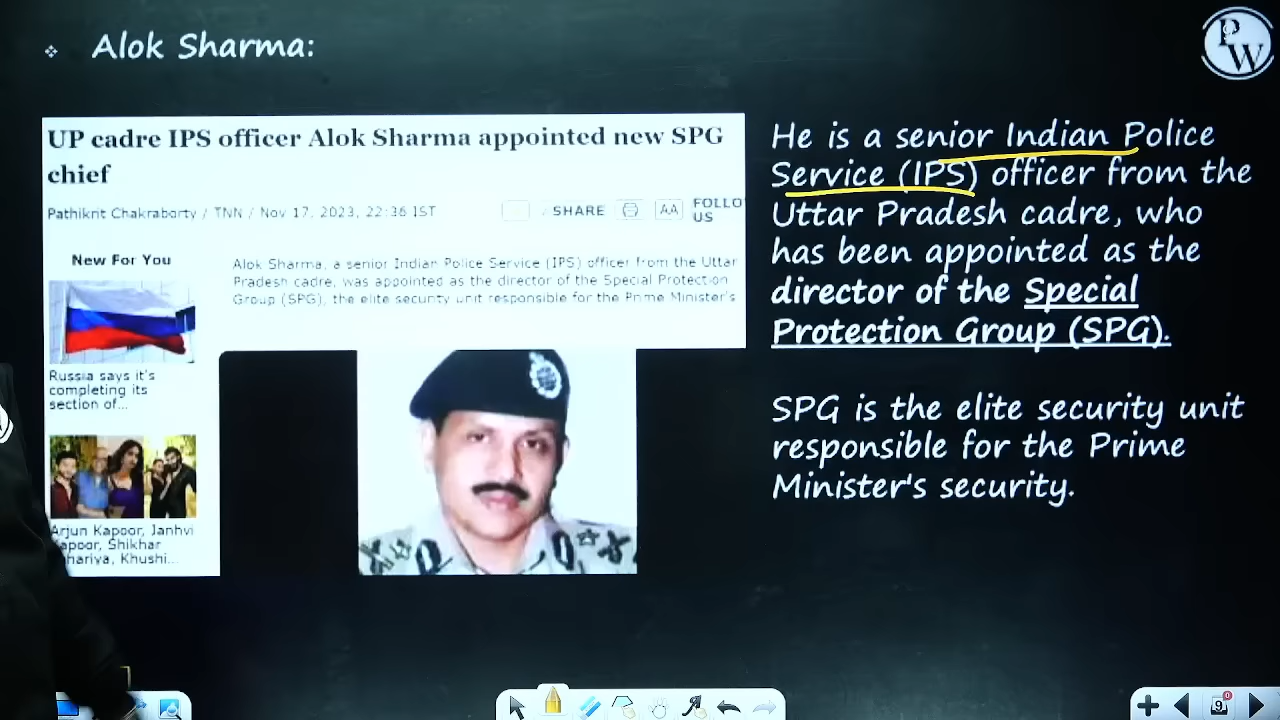 ❖ Alok Sharma:
PW
UP cadre IPS officer Alok Sharma appointed new SPG
chief
Pathikrit Chakraborty / TNN / Nov 17, 2023, 22:36 IST
SHARE
AA
FOLLO
US
New For You
Alok Sharma, a senior Indian Police Service (IPS) officer from the Uttar
Pradesh cadre, was appointed as the director of the Special Protection
Group (SPG), the elite security unit responsible for the Prime Minister's
Russia says it's
completing its
section of...
Arjun Kapoor, Janhvi
apoor, Shikhar
hariya, Khushi...
He is a senior Indian Police
Service (IPS) officer from the
Uttar Pradesh cadre, who
has been appointed as the
director of the Special
Protection Group (SPG).
SPG is the elite security unit
responsible for the Prime
Minister's security.
9